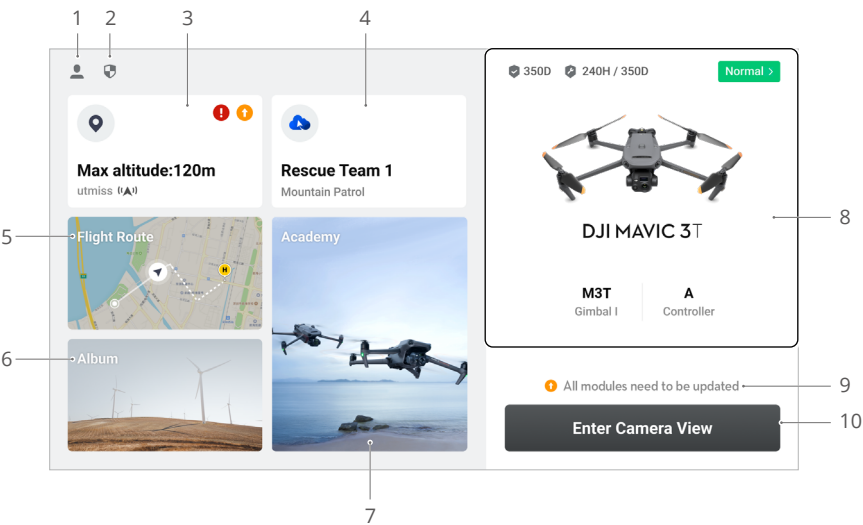 1
2
3
4
350D
240H / 350D
Normal >
Max altitude:120m
utmiss
Rescue Team 1
Mountain Patrol
5
Flight Route
H
Academy
8
DJI MAVIC 3T
M3T
Gimbal I
A
Controller
6
Album
All modules need to be updated
9
Enter Camera View
10
7